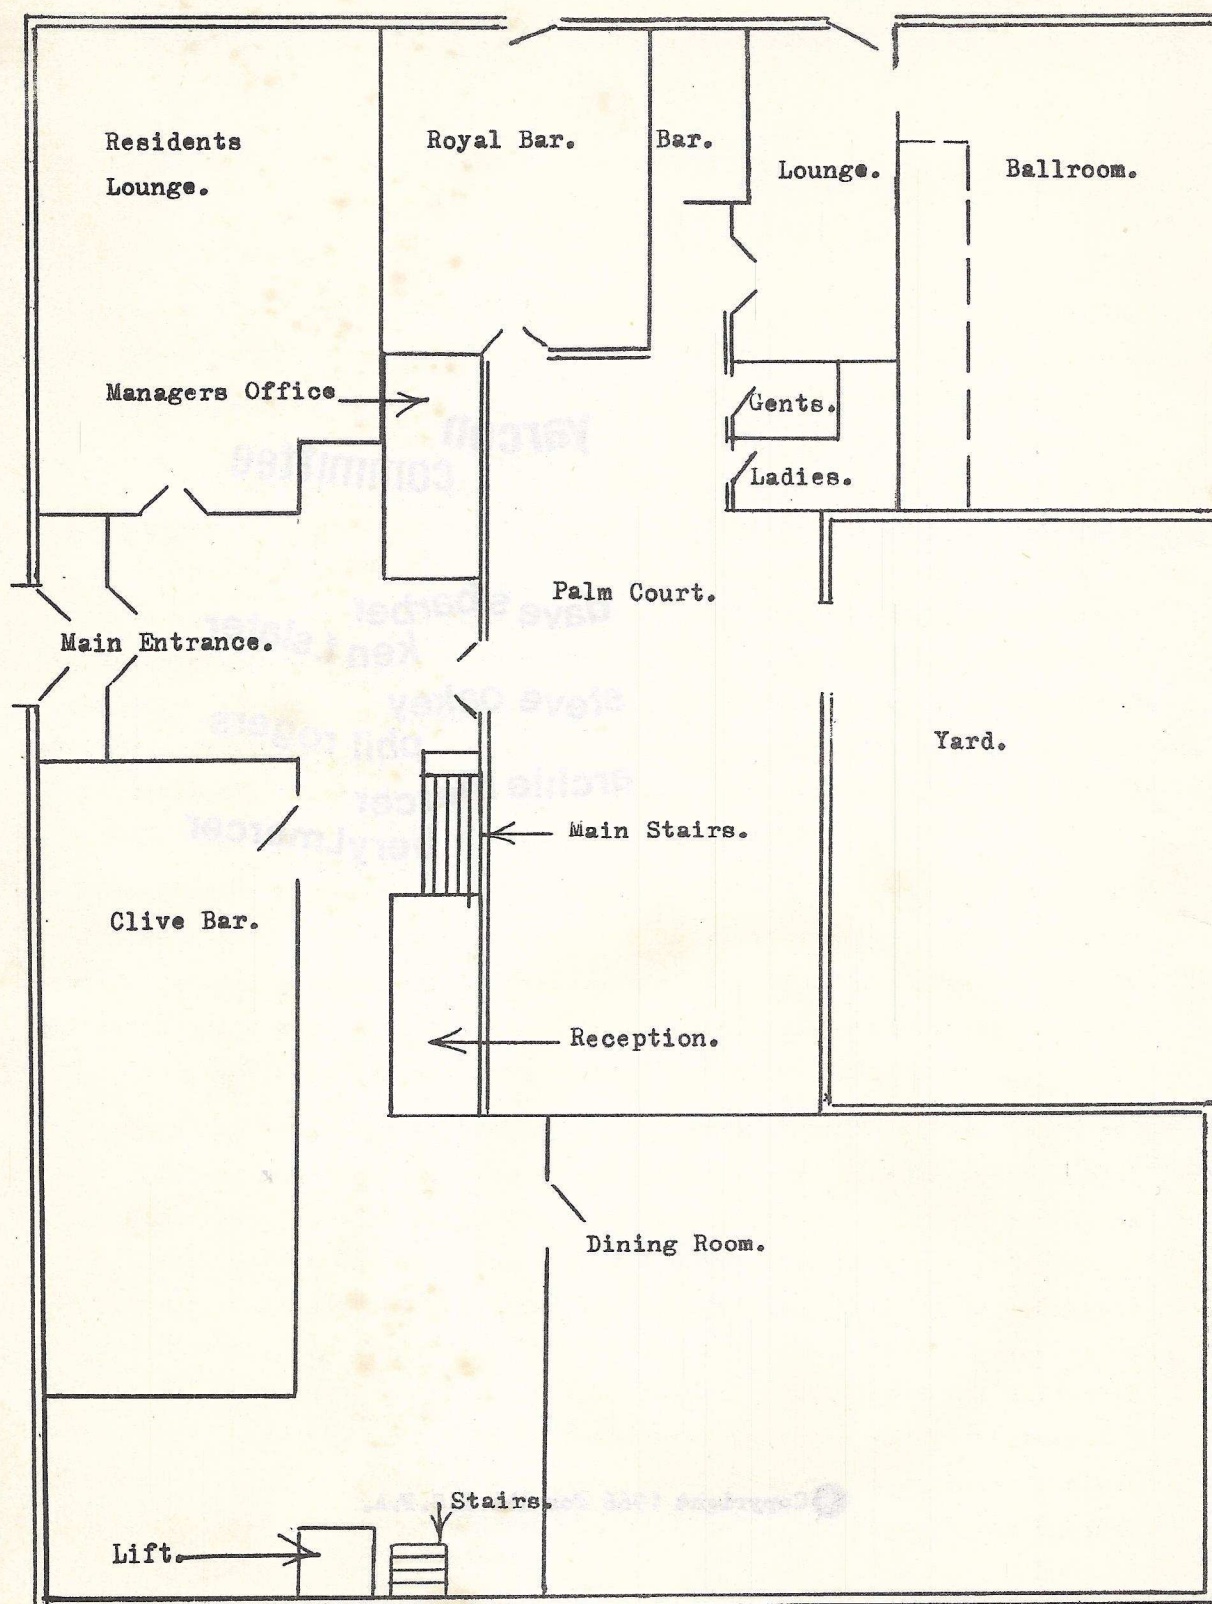 Residents
Lounge.
Royal Bar.
Bar.
Lounge.
Ballroom.
Managers Office
Gents.
Ladies.
Palm Court.
Main Entrance.
Yard.
Main Stairs.
Clive Bar.
Reception.
Dining Room.
Stairs.
Lift.